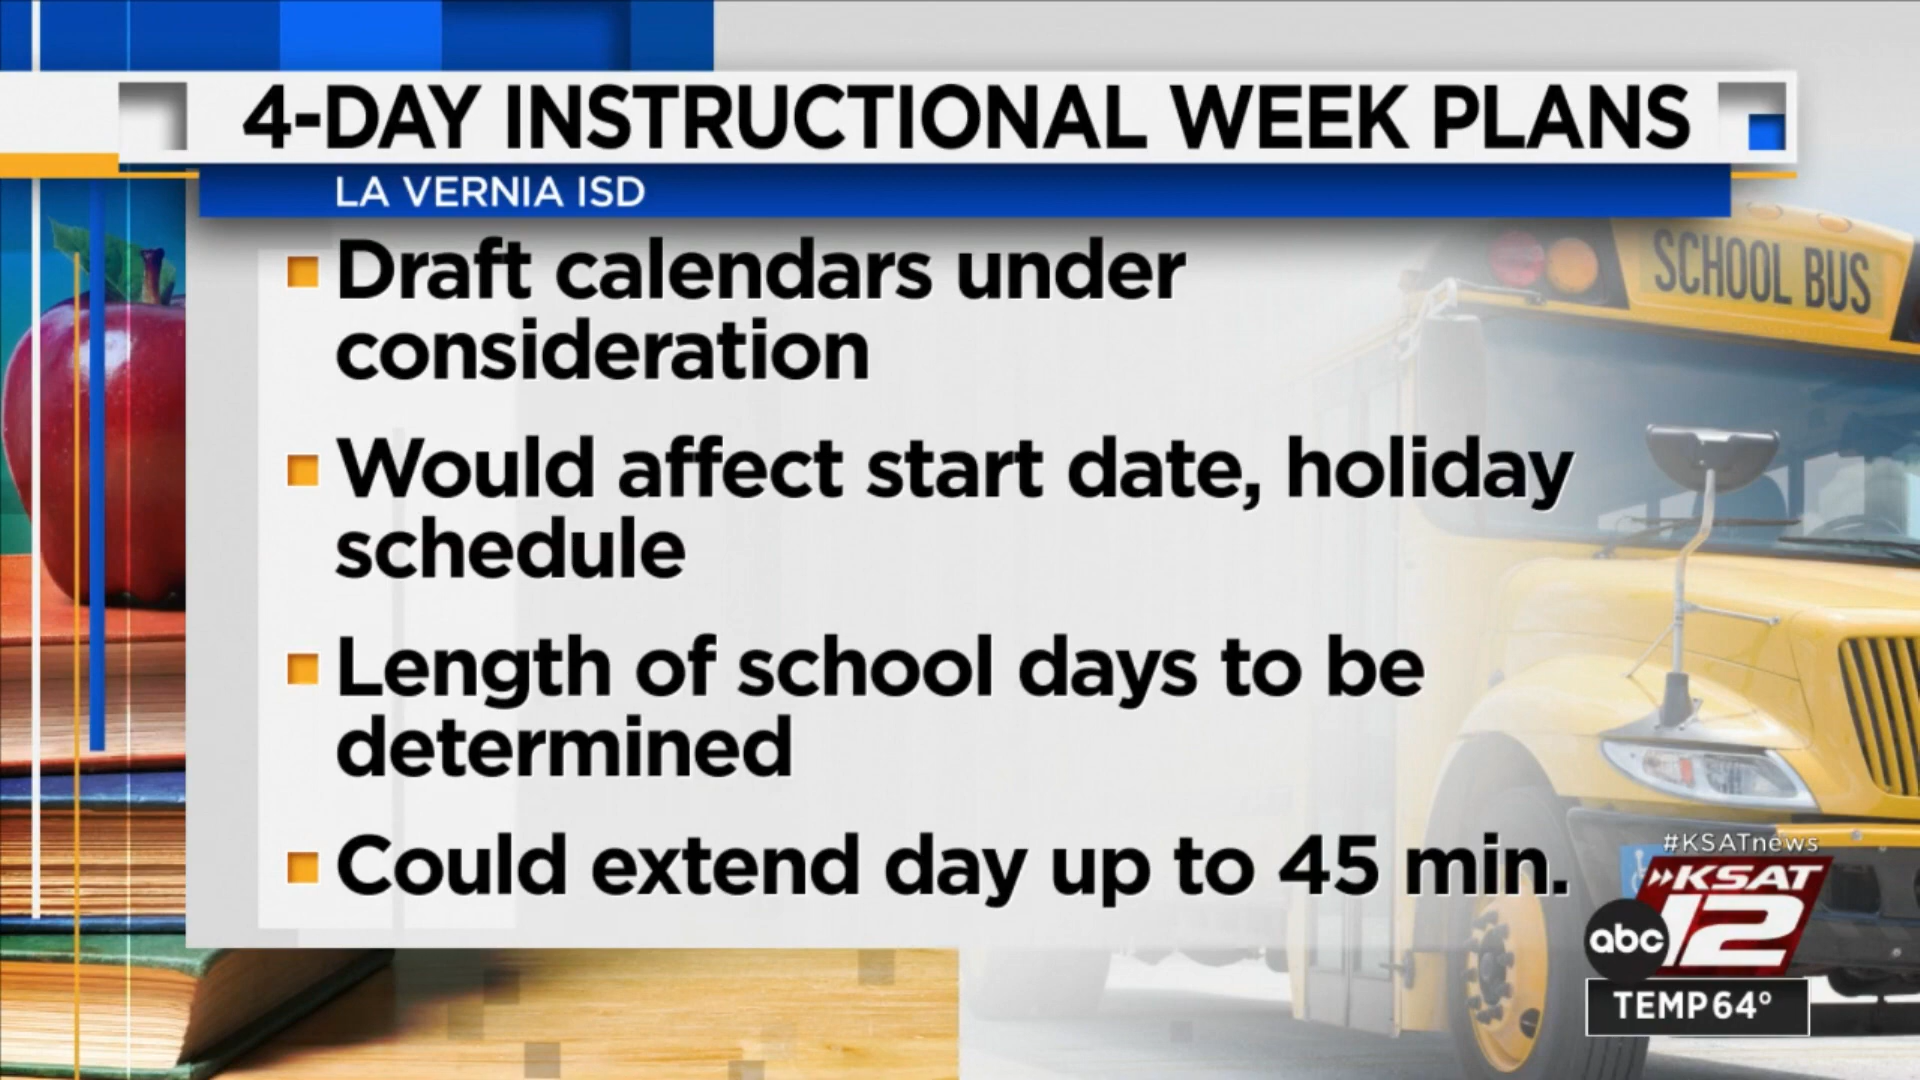 4-DAY INSTRUCTIONAL WEEK PLANS
LA VERNIA ISD
SCHOOL BUS
Draft calendars under
consideration
Would affect start date, holiday
schedule
Length of school days to be
determined
Could extend day up to 45 min.
#KSATnews
»KSAT
abc 12
TEMP 64°